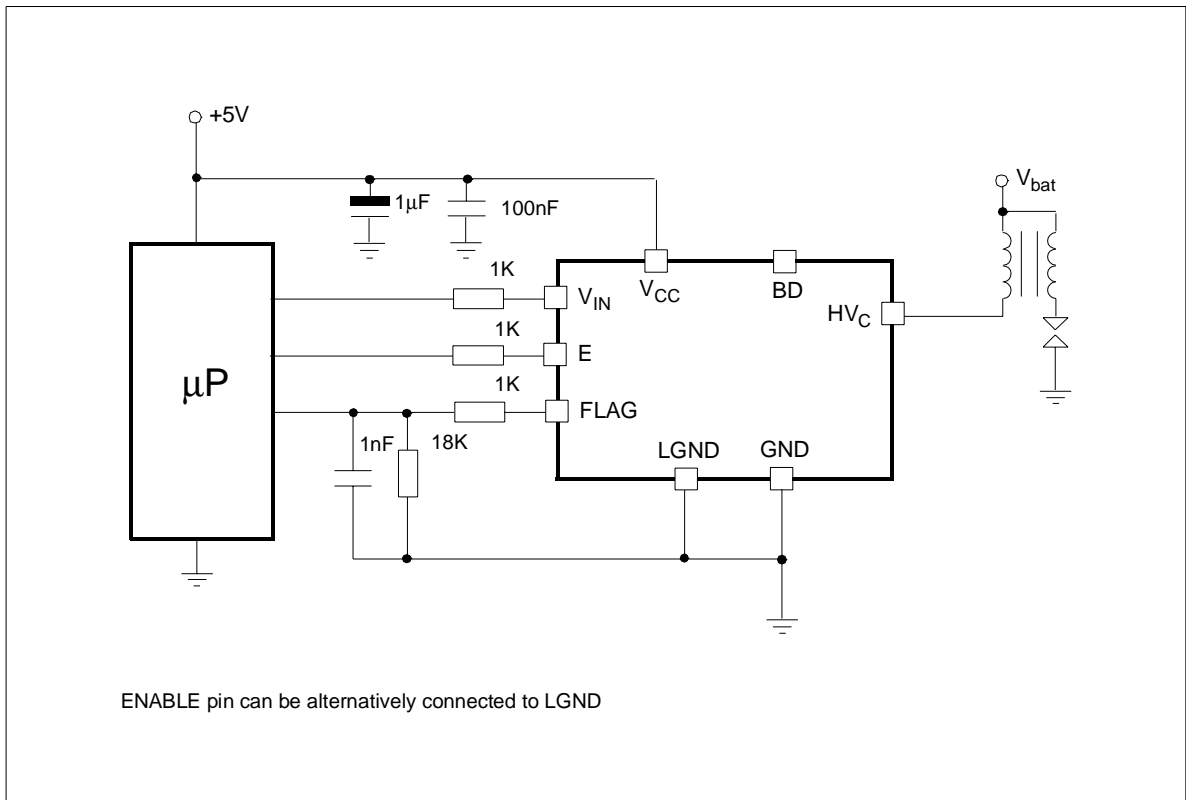 +5V
1μF
100nF
V_bat
1K
V_IN
V_CC
BD
HV_C
1K
E
μP
1K
FLAG
1nF
18K
LGND
GND
ENABLE pin can be alternatively connected to LGND